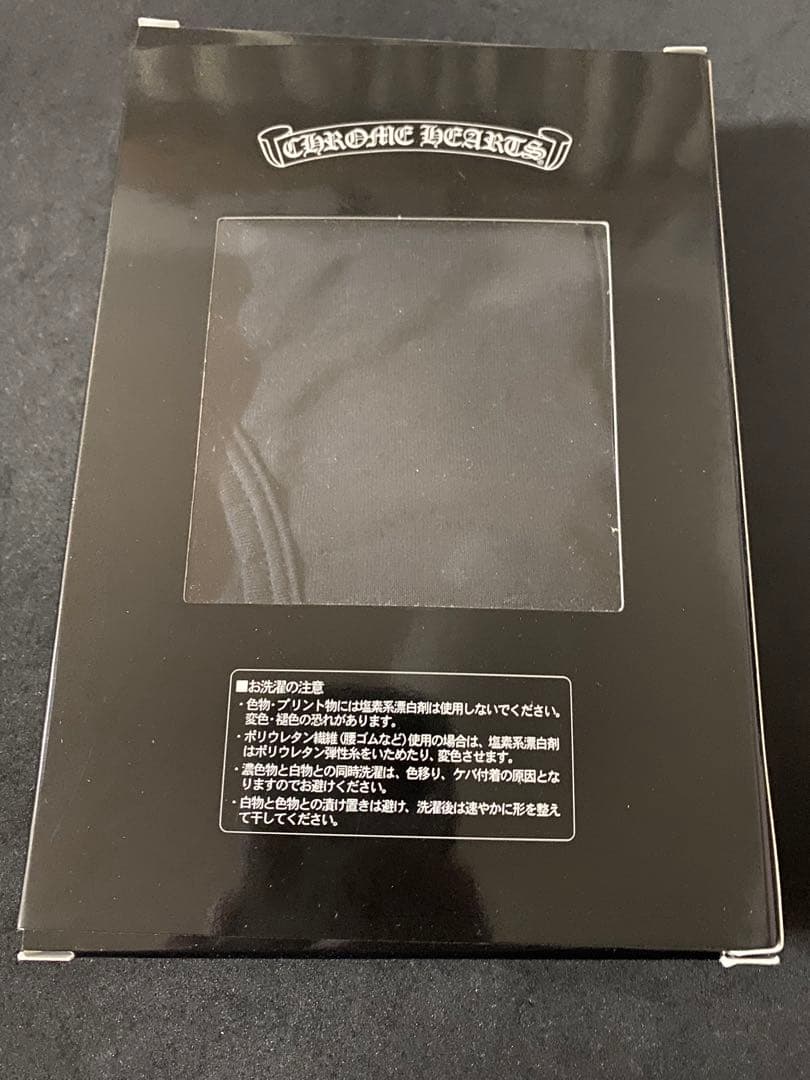 CHROME HEARTS®
■お洗濯の注意
・色物・プリント物には塩素系漂白剤は使用しないでください。
変色・褪色の恐れがあります。
・ポリウレタン繊維(腰ゴムなど)使用の場合は、塩素系漂白剤
はポリウレタン弾性糸をいためたり、変色させます。
・濃色物と白物との同時洗濯は、色移り、ケバ付着の原因とな
りますのでお避けください。
・白物と色物との漬け置きは避け、洗濯後は速やかに形を整え
て干してください。